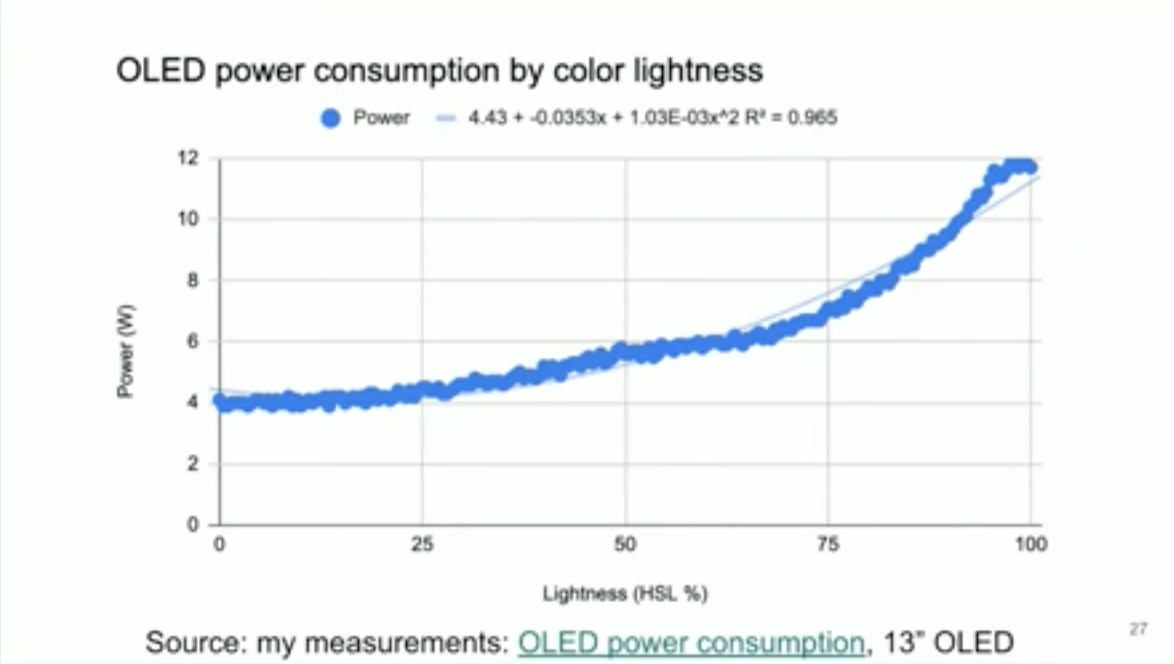 OLED power consumption by color lightness
Power 4.43 + -0.0353x + 1.03E-03x^2 R² = 0.965
12
10
8
6
4
2
0
Power (W)
0 25 50 75 100
Lightness (HSL %)
27
Source: my measurements: OLED power consumption, 13” OLED